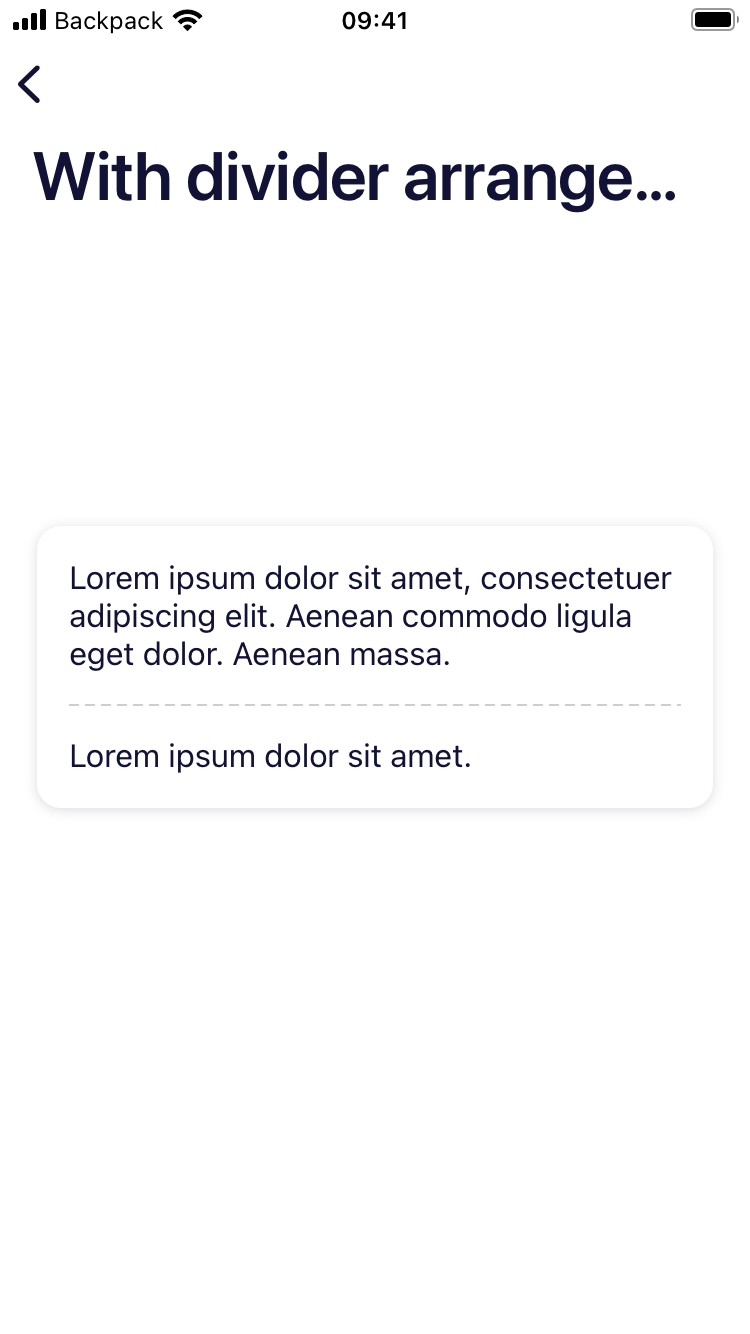 Backpack 09:41
With divider arrange...
Lorem ipsum dolor sit amet, consectetuer
adipiscing elit. Aenean commodo ligula
eget dolor. Aenean massa.
Lorem ipsum dolor sit amet.